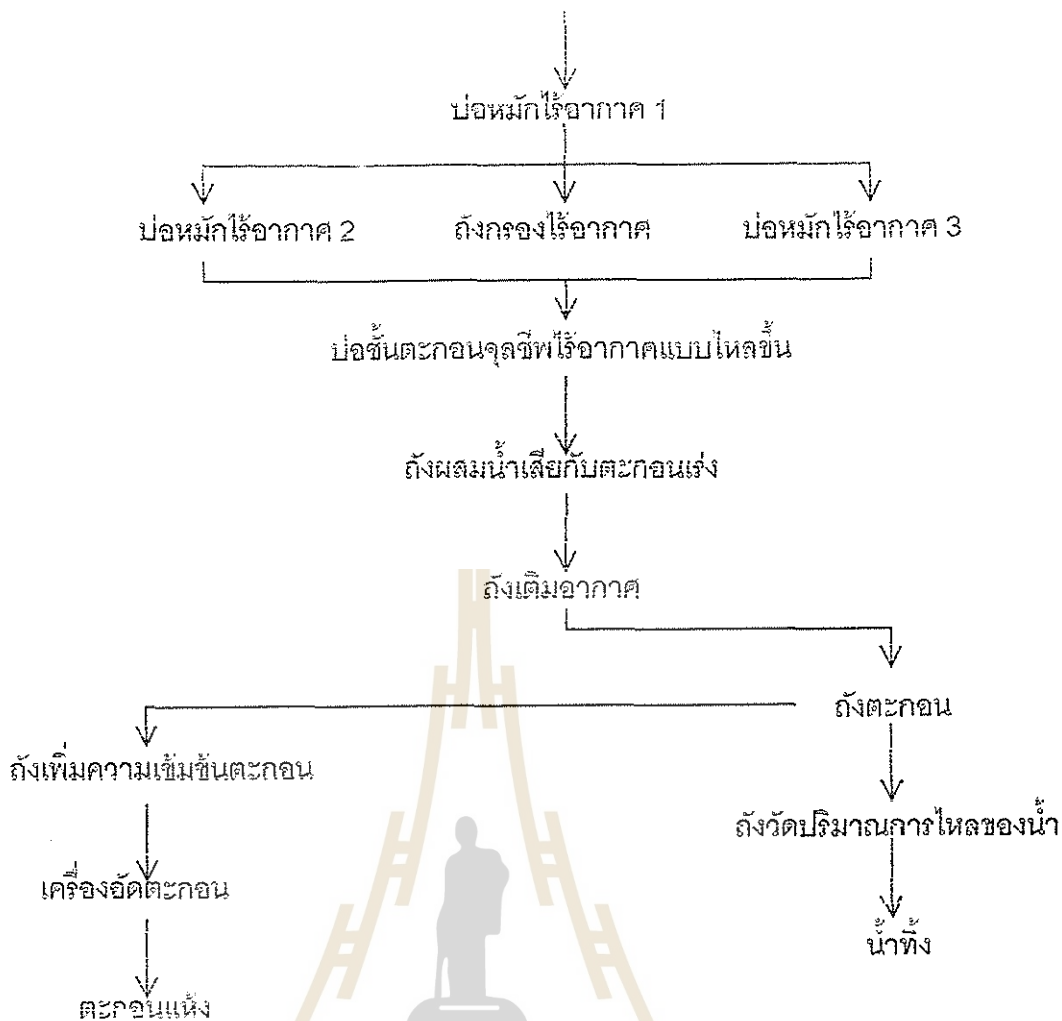 บ่อหมักไร้อากาศ 1
บ่อหมักไร้อากาศ 2
ถังกรองไร้อากาศ
บ่อหมักไร้อากาศ 3
บ่อชั้นตะกอนจุลชีพไร้อากาศแบบไหลขึ้น
ถังผสมน้ำเสียกับตะกอนเร่ง
ถังเติมอากาศ
ถังตะกอน
ถังเพิ่มความเข้มข้นตะกอน
ถังวัดปริมาณการไหลของน้ำ
เครื่องอัดตะกอน
น้ำทิ้ง
ตะกอนแห้ง